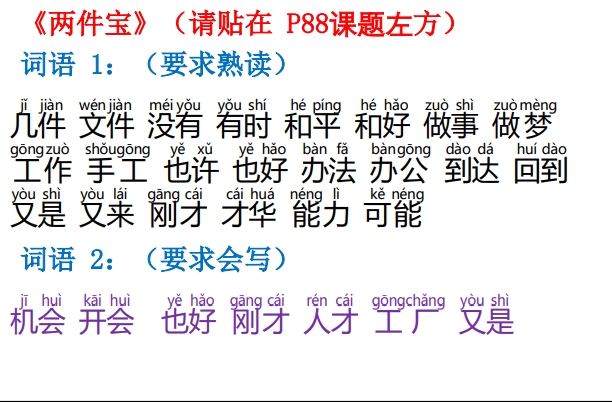 《两件宝》（请贴在 P88课题左方）
词语 1：（要求熟读）
jǐ jiàn wén jiàn méi yǒu yǒu shí hé píng hé hǎo zuò shì zuò mèng
几件 文件 没有 有时 和平 和好 做事 做梦
gōng zuò shǒu gōng yě xǔ yě hǎo bàn fǎ bàn gōng dào dá huí dào
工作 手工 也许 也好 办法 办公 到达 回到
yòu shì yòu lái gāng cái cái huá néng lì kě néng
又是 又来 刚才 才华 能力 可能
词语 2：（要求会写）
jī huì kāi huì yě hǎo gāng cái rén cái gōng chǎng yòu shì
机会 开会 也好 刚才 人才 工厂 又是